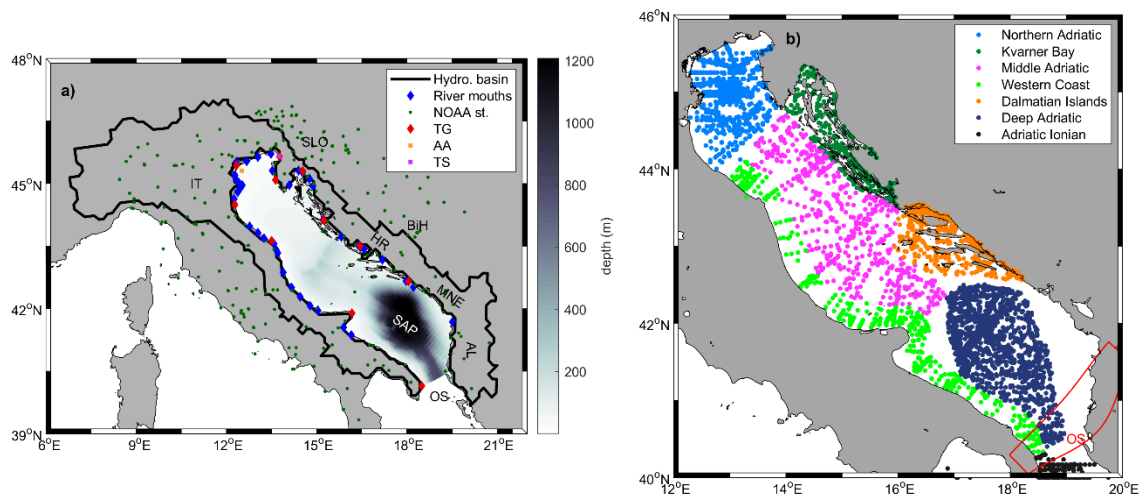 a)
48°N
45°N
42°N
39°N
6°E
9°E
12°E
15°E
18°E
21°E
Hydro. basin
River mouths
NOAA st.
TG
AA
TS
SLO
IT
BiH
HR
MNE
SAP
AL
OS
1200
1000
800
600
400
200
depth (m)
b)
46°N
44°N
42°N
40°N
12°E
14°E
16°E
18°E
20°E
Northern Adriatic
Kvarner Bay
Middle Adriatic
Western Coast
Dalmatian Islands
Deep Adriatic
Adriatic Ionian
OS